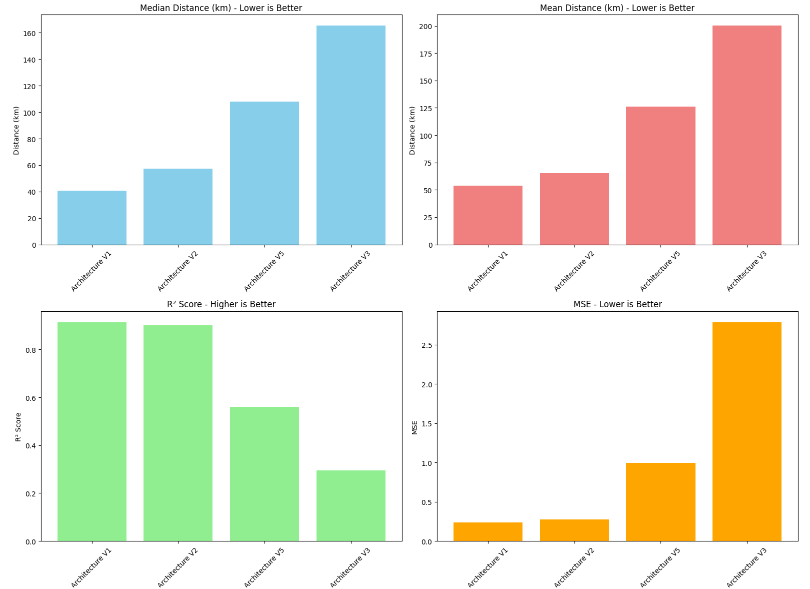 Median Distance (km) - Lower is Better
Distance (km)
160
140
120
100
80
60
40
20
0
Architecture V1
Architecture V2
Architecture V5
Architecture V3
Mean Distance (km) - Lower is Better
Distance (km)
200
175
150
125
100
75
50
25
0
Architecture V1
Architecture V2
Architecture V5
Architecture V3
R² Score - Higher is Better
R² Score
0.8
0.6
0.4
0.2
0.0
Architecture V1
Architecture V2
Architecture V5
Architecture V3
MSE - Lower is Better
MSE
2.5
2.0
1.5
1.0
0.5
0.0
Architecture V1
Architecture V2
Architecture V5
Architecture V3